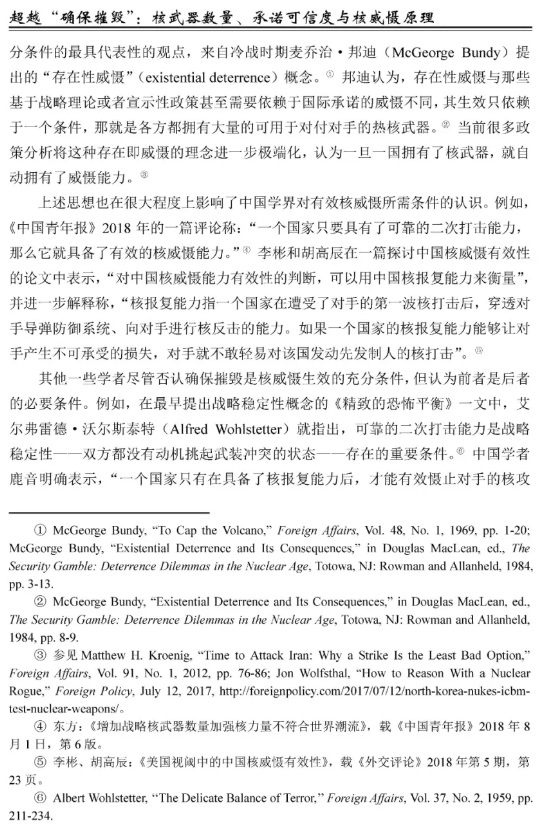 超越“确保摧毁”：核武器数量、承诺可信度与核威慑原理
分条件的最具代表性的观点，来自冷战时期麦乔治·邦迪（McGeorge Bundy）提
出的“存在性威慑”（existential deterrence）概念。① 邦迪认为，存在性威慑与那些
基于战略理论或者宣示性政策甚至需要依赖于国际承诺的威慑不同，其生效只依赖
于一个条件，那就是各方都拥有大量的可用于对付对手的热核武器。② 当前很多政
策分析将这种存在即威慑的理念进一步极端化，认为一旦一国拥有了核武器，就自
动拥有了威慑能力。③
上述思想也在很大程度上影响了中国学界对有效核威慑所需条件的认识。例如，
《中国青年报》2018 年的一篇评论称：“一个国家只要具有了可靠的二次打击能力，
那么它就具备了有效的核威慑能力。”④ 李彬和胡高辰在一篇探讨中国核威慑有效性
的论文中表示，“对中国核威慑能力有效性的判断，可以用中国核报复能力来衡量”，
并进一步解释称，“核报复能力指一个国家在遭受了对手的第一波核打击后，穿透对
手导弹防御系统、向对手进行核反击的能力。如果一个国家的核报复能力能够让对
手产生不可承受的损失，对手就不敢轻易对该国发动先发制人的核打击”。⑤
其他一些学者尽管否认确保摧毁是核威慑生效的充分条件，但认为前者是后者
的必要条件。例如，在最早提出战略稳定性概念的《精致的恐怖平衡》一文中，艾
尔弗雷德·沃尔斯泰特（Alfred Wohlstetter）就指出，可靠的二次打击能力是战略
稳定性——双方都没有动机挑起武装冲突的状态——存在的重要条件。⑥ 中国学者
鹿音明确表示，“一个国家只有在具备了核报复能力后，才能有效慑止对手的核攻
① McGeorge Bundy, “To Cap the Volcano,” Foreign Affairs, Vol. 48, No. 1, 1969, pp. 1-20;
McGeorge Bundy, “Existential Deterrence and Its Consequences,” in Douglas MacLean, ed., The
Security Gamble: Deterrence Dilemmas in the Nuclear Age, Totowa, NJ: Rowman and Allanheld, 1984,
pp. 3-13.
② McGeorge Bundy, “Existential Deterrence and Its Consequences,” in Douglas MacLean, ed.,
The Security Gamble: Deterrence Dilemmas in the Nuclear Age, Totowa, NJ: Rowman and Allanheld,
1984, pp. 8-9.
③ 参见 Matthew H. Kroenig, “Time to Attack Iran: Why a Strike Is the Least Bad Option,”
Foreign Affairs, Vol. 91, No. 1, 2012, pp. 76-86; Jon Wolfsthal, “How to Reason With a Nuclear
Rogue,” Foreign Policy, July 12, 2017, http://foreignpolicy.com/2017/07/12/north-korea-nukes-icbm-
test-nuclear-weapons/。
④ 东方：《增加战略核武器数量加强核力量不符合世界潮流》，载《中国青年报》2018 年 8
月 1 日，第 6 版。
⑤ 李彬、胡高辰：《美国视阈中的中国核威慑有效性》，载《外交评论》2018 年第 5 期，第
23 页。
⑥ Albert Wohlstetter, “The Delicate Balance of Terror,” Foreign Affairs, Vol. 37, No. 2, 1959, pp.
211-234.